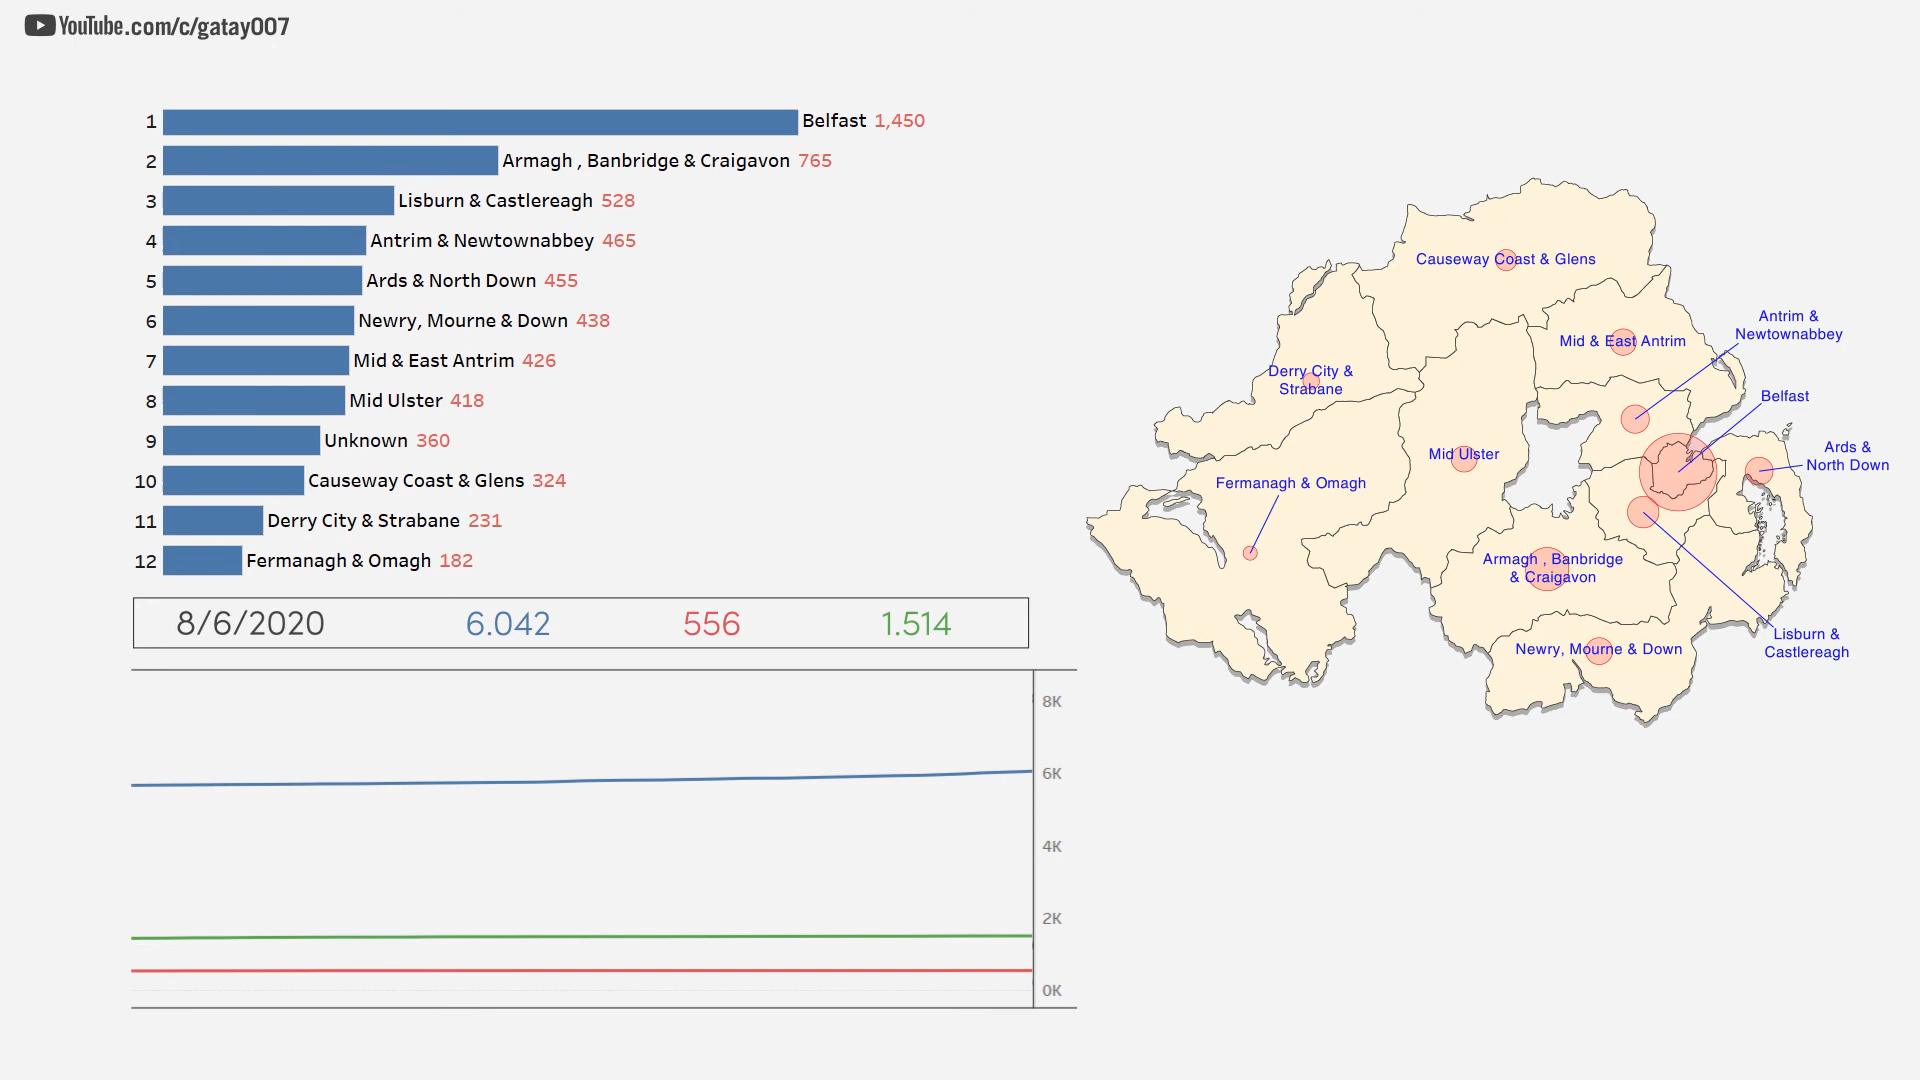 YouTube.com/c/gatay007
1 Belfast 1,450
2 Armagh , Banbridge & Craigavon 765
3 Lisburn & Castlereagh 528
4 Antrim & Newtownabbey 465
5 Ards & North Down 455
6 Newry, Mourne & Down 438
7 Mid & East Antrim 426
8 Mid Ulster 418
9 Unknown 360
10 Causeway Coast & Glens 324
11 Derry City & Strabane 231
12 Fermanagh & Omagh 182
8/6/2020 6.042 556 1.514
8K
6K
4K
2K
0K
Causeway Coast & Glens
Antrim &
Newtownabbey
Mid & East Antrim
Derry City &
Strabane
Belfast
Ards &
North Down
Mid Ulster
Fermanagh & Omagh
Armagh , Banbridge
& Craigavon
Lisburn &
Castlereagh
Newry, Mourne & Down